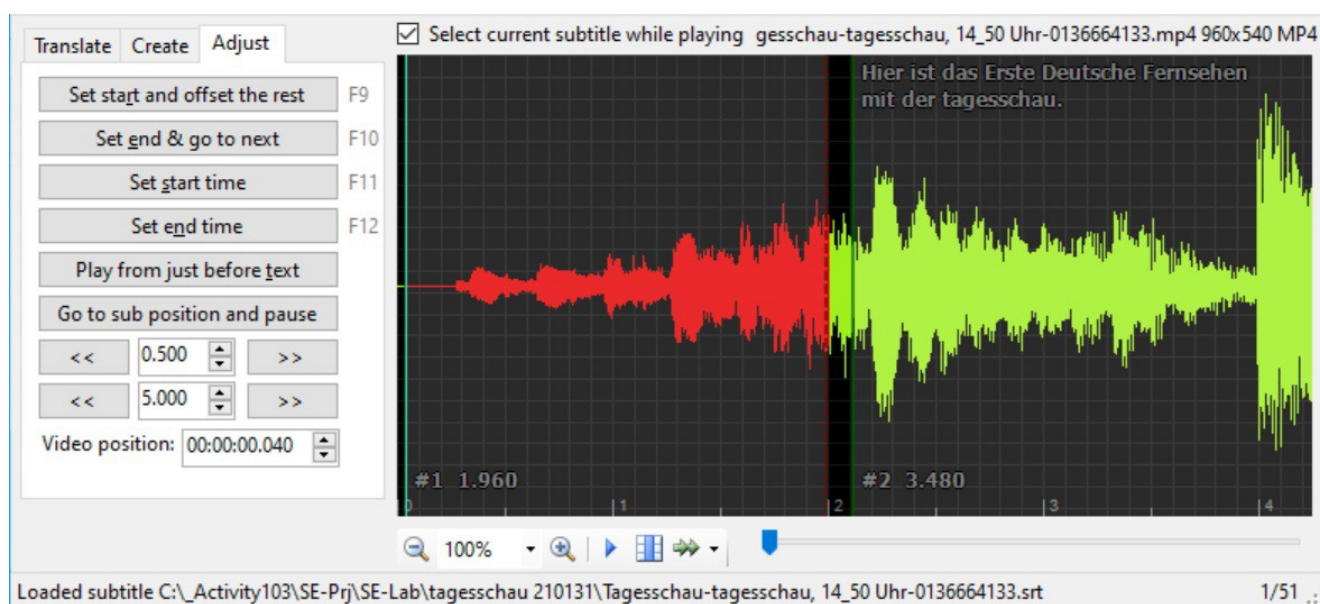 Translate Create Adjust
Set start and offset the rest F9
Set end & go to next F10
Set start time F11
Set end time F12
Play from just before text
Go to sub position and pause
<< 0.500 >>
<< 5.000 >>
Video position: 00:00:00.040
Select current subtitle while playing gesschau-tagesschau, 14_50 Uhr-0136664133.mp4 960x540 MP4
Hier ist das Erste Deutsche Fernsehen
mit der tagesschau.
#1 1.960 #2 3.480
0 1 2 3 4
100%
Loaded subtitle C:\_Activity103\SE-Prj\SE-Lab\tagesschau 210131\Tagesschau-tagesschau, 14_50 Uhr-0136664133.srt 1/51